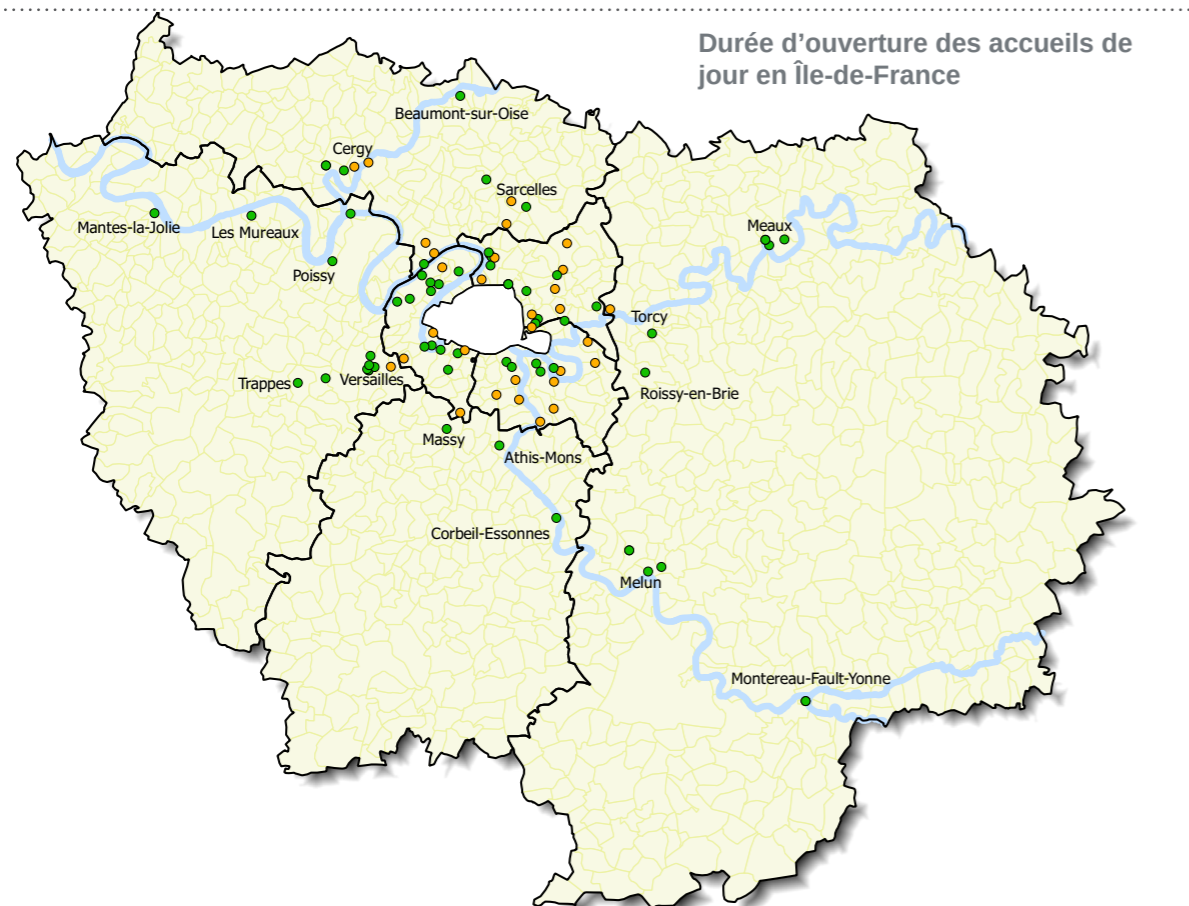 Durée d'ouverture des accueils de
jour en Île-de-France
Beaumont-sur-Oise
Cergy
Sarcelles
Mantes-la-Jolie
Les Mureaux
Meaux
Poissy
Torcy
Trappes
Versailles
Roissy-en-Brie
Massy
Athis-Mons
Corbeil-Essonnes
Melun
Montereau-Fault-Yonne